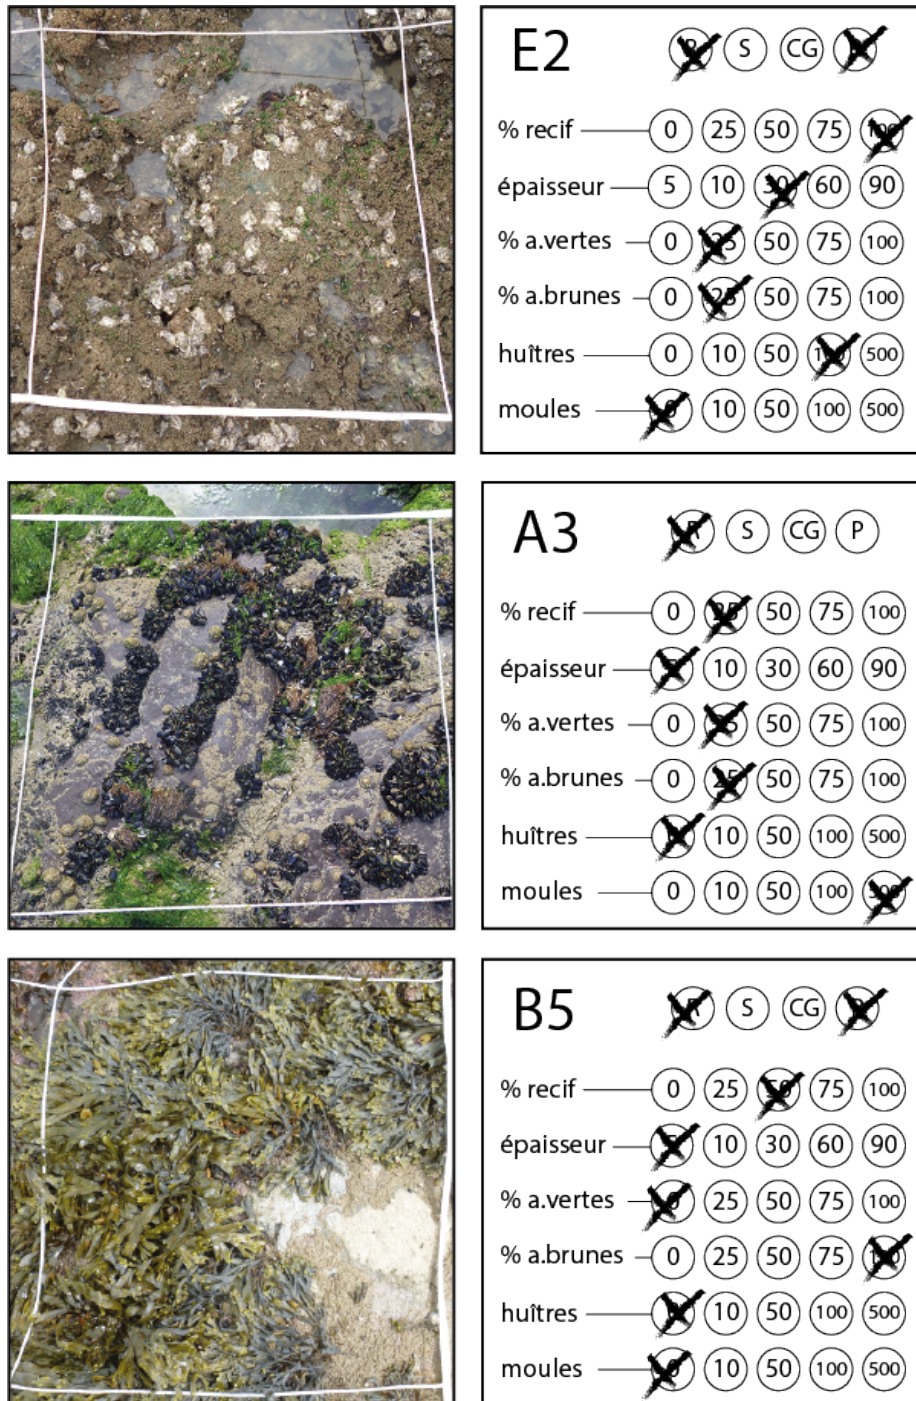 E2 R S CG P
% recif 0 25 50 75 100
épaisseur 5 10 30 60 90
% a.vertes 0 25 50 75 100
% a.brunes 0 25 50 75 100
huîtres 0 10 50 100 500
moules 0 10 50 100 500
A3 R S CG P
% recif 0 25 50 75 100
épaisseur 5 10 30 60 90
% a.vertes 0 25 50 75 100
% a.brunes 0 25 50 75 100
huîtres 0 10 50 100 500
moules 0 10 50 100 500
B5 R S CG P
% recif 0 25 50 75 100
épaisseur 5 10 30 60 90
% a.vertes 0 25 50 75 100
% a.brunes 0 25 50 75 100
huîtres 0 10 50 100 500
moules 0 10 50 100 500